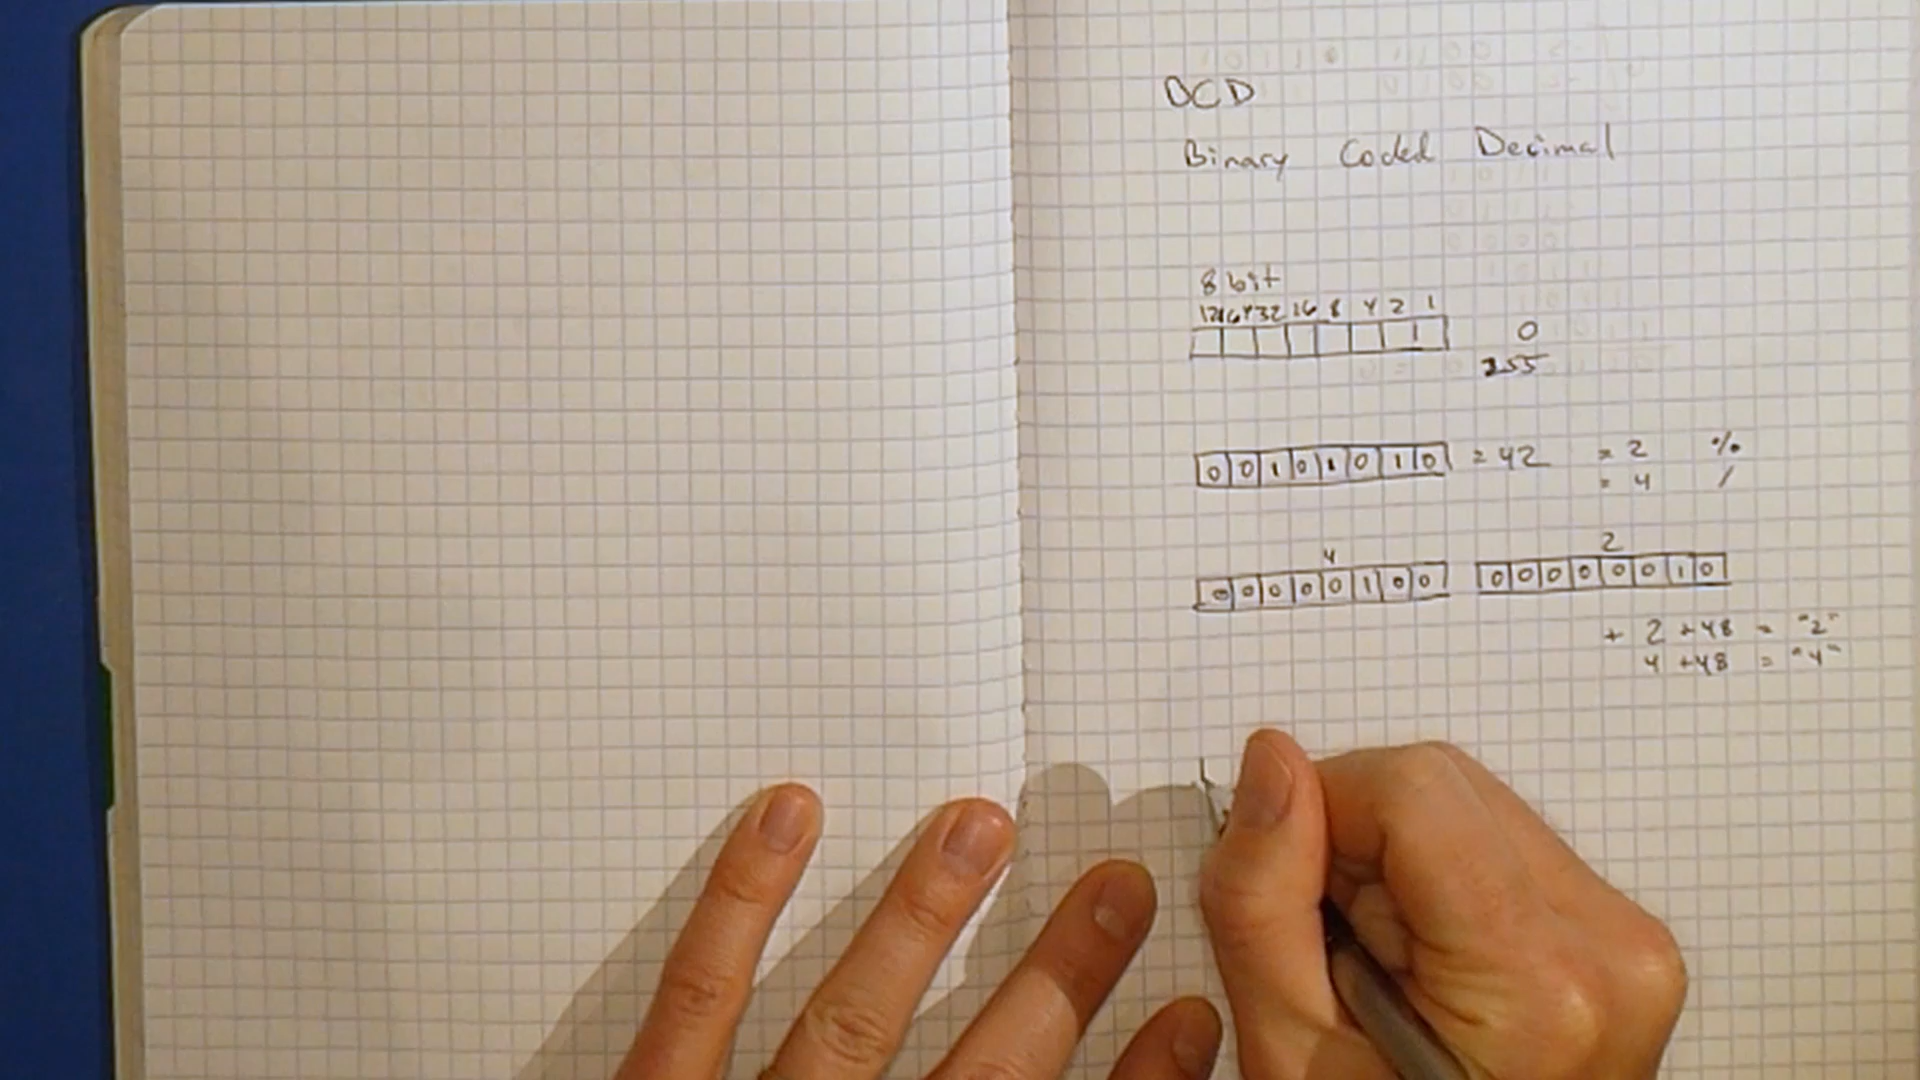 BCD
Binary Coded Decimal
8 bit
128 64 32 16 8 4 2 1
1 0
255
0 0 1 0 1 0 1 0 = 42 = 2 %
= 4 /
4 2
0 0 0 0 0 1 0 0 0 0 0 0 0 0 1 0
+ 2 +48 = "2"
4 +48 = "4"